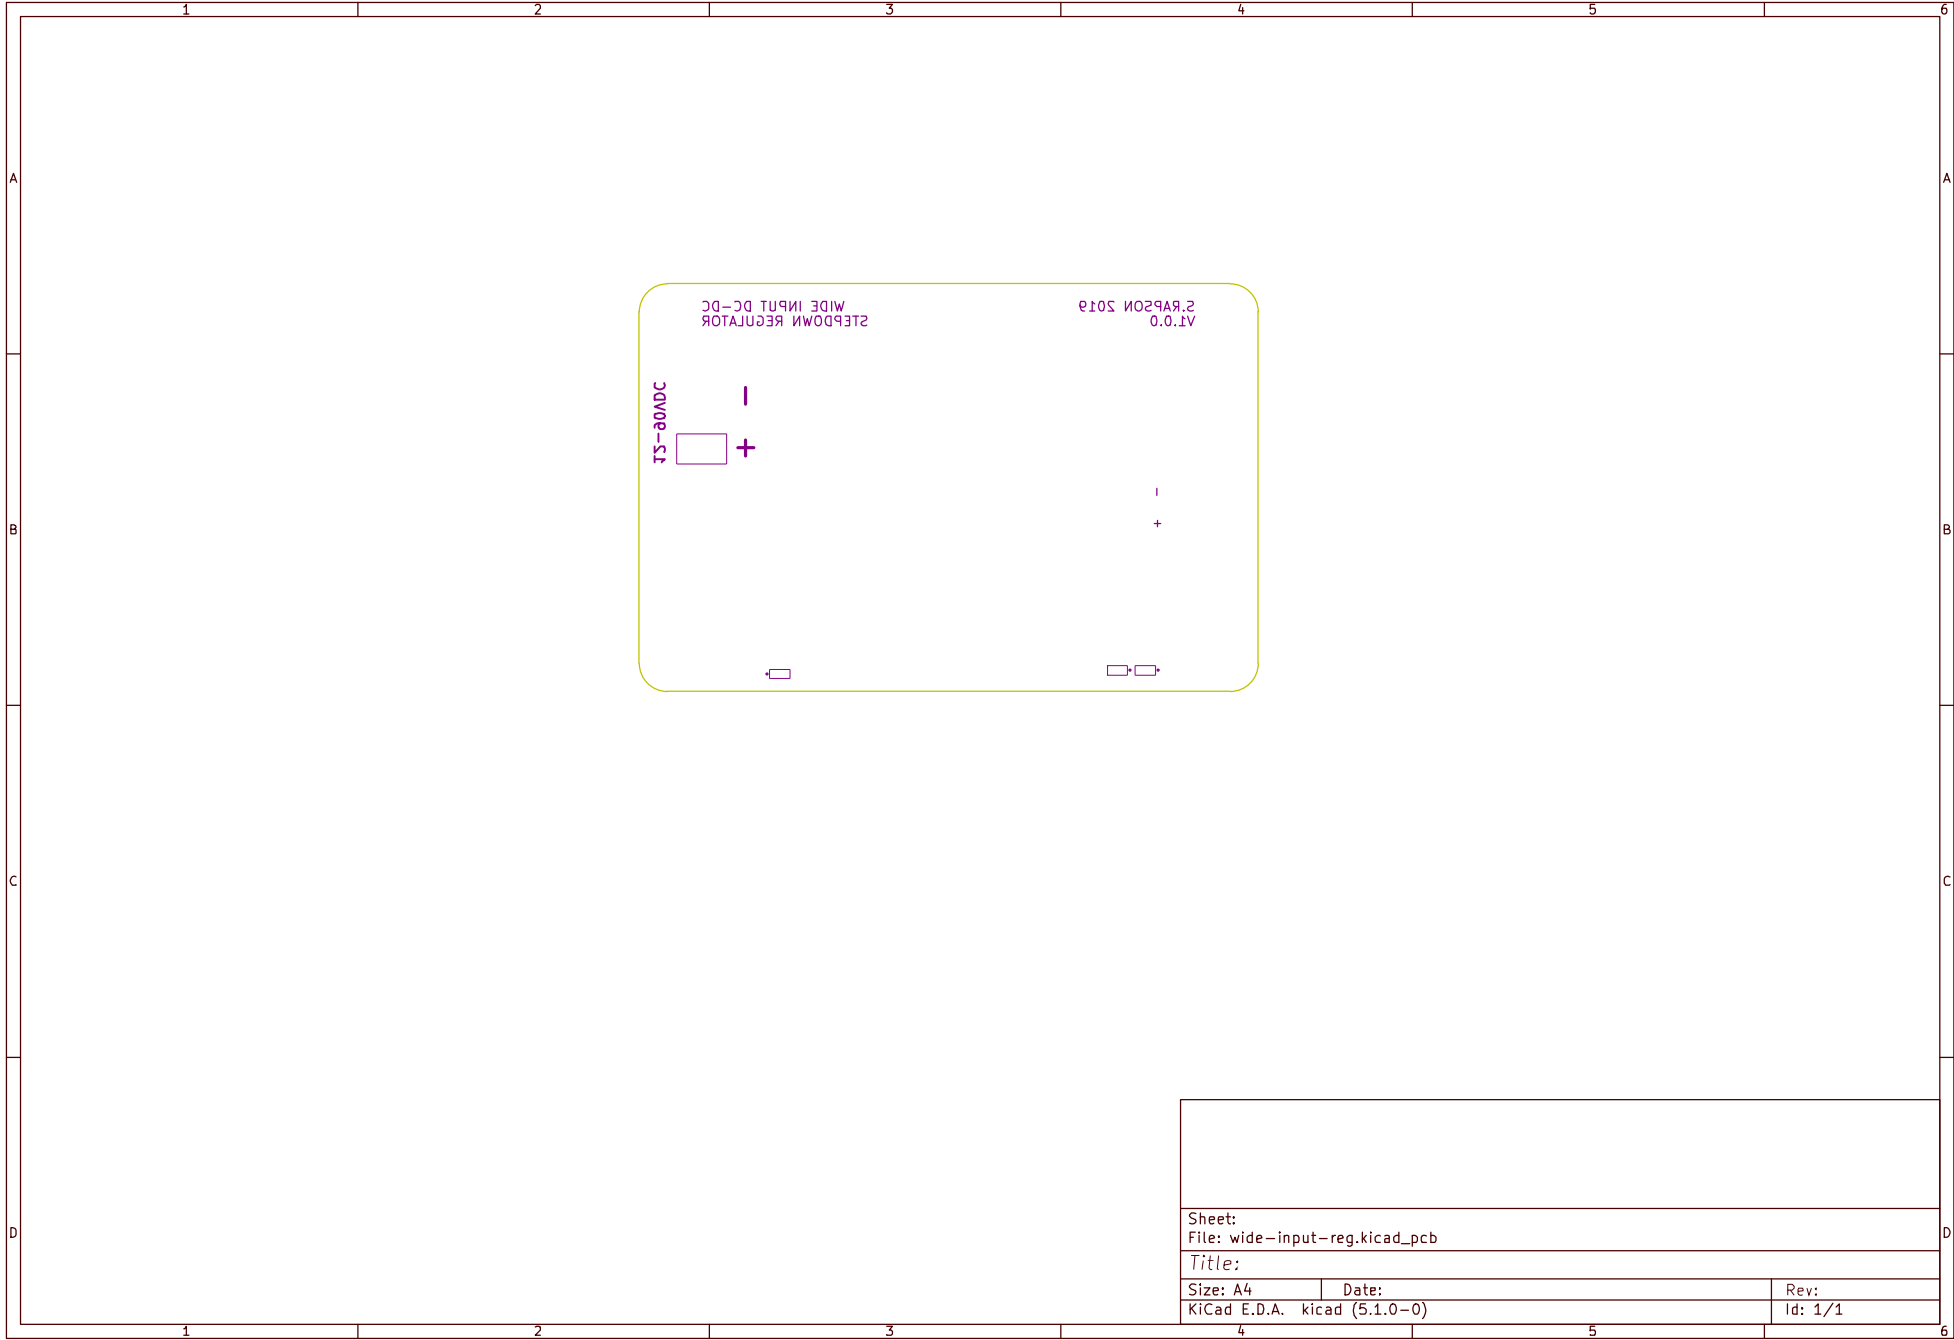 1 2 3 4 5 6
A A
WIDE INPUT DC-DC
STEPDOWN REGULATOR
S.RAPSON 2019
V1.0.0
12-90VDC
-
+
-
+
B B
C C
Sheet:
File: wide-input-reg.kicad_pcb
Title:
Size: A4 Date: Rev:
KiCad E.D.A. kicad (5.1.0-0) Id: 1/1
D D
1 2 3 4 5 6